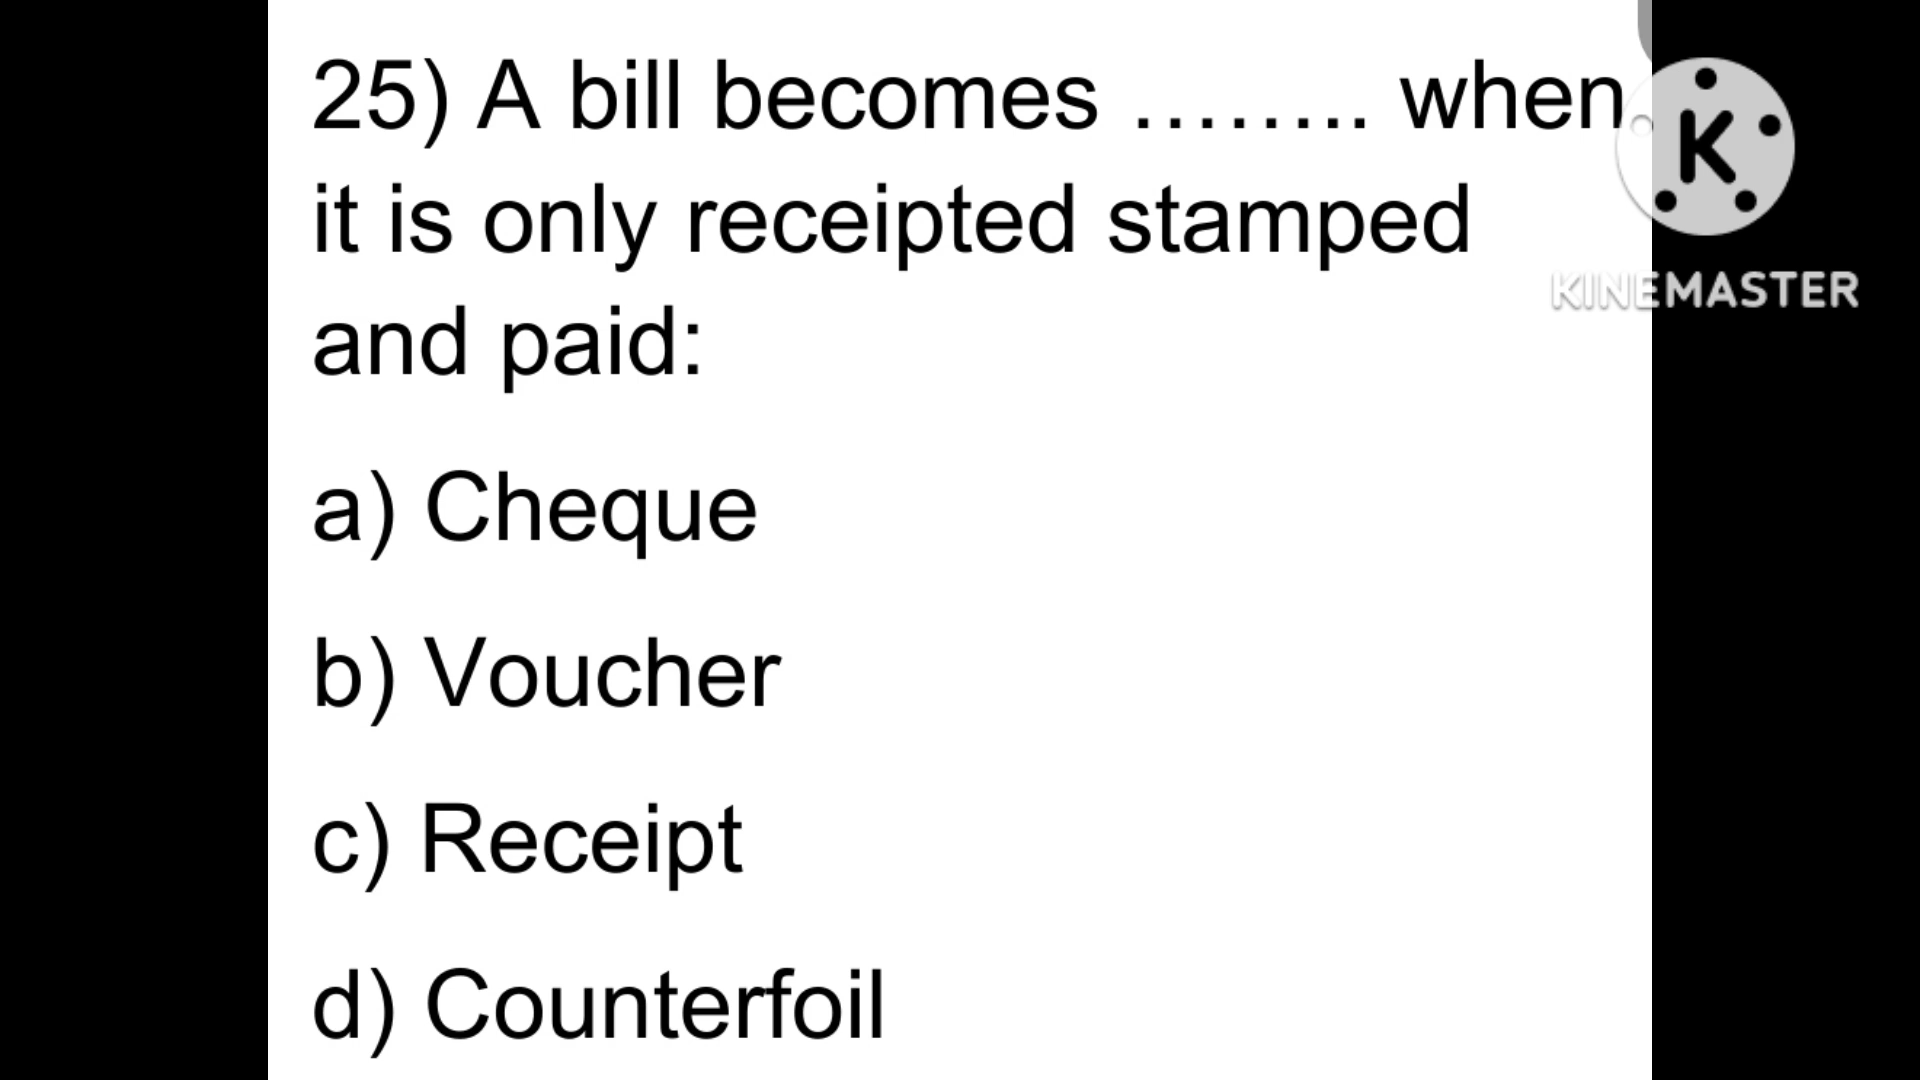 25) A bill becomes …….. when
it is only receipted stamped
and paid:
a) Cheque
b) Voucher
c) Receipt
d) Counterfoil
K
KINEMASTER